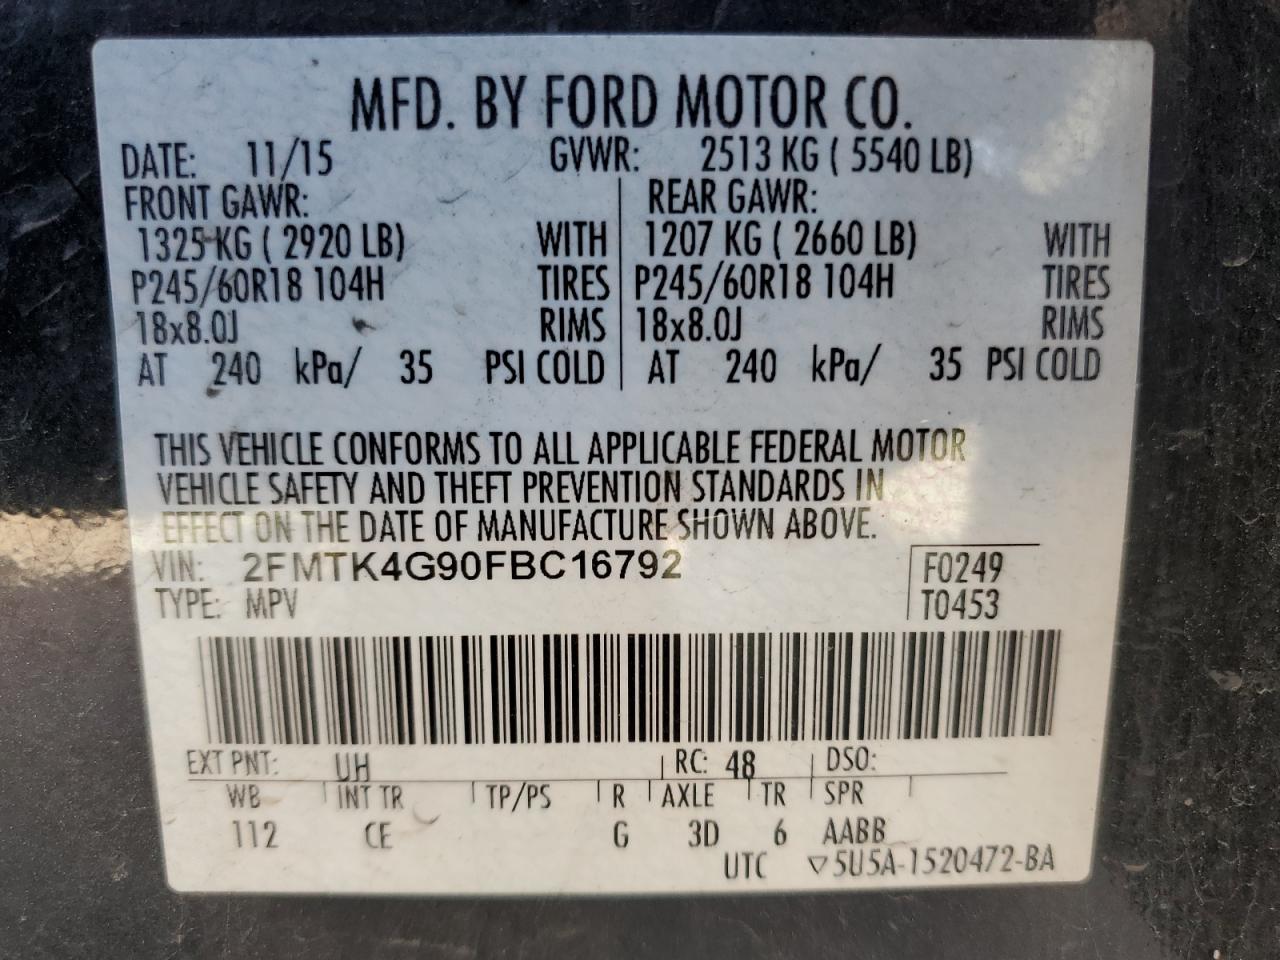 MFD. BY FORD MOTOR CO.
DATE: 11/15 GVWR: 2513 KG ( 5540 LB)
FRONT GAWR: REAR GAWR:
1325 KG ( 2920 LB) WITH 1207 KG ( 2660 LB) WITH
P245/60R18 104H TIRES P245/60R18 104H TIRES
18x8.0J RIMS 18x8.0J RIMS
AT 240 kPa/ 35 PSI COLD AT 240 kPa/ 35 PSI COLD
THIS VEHICLE CONFORMS TO ALL APPLICABLE FEDERAL MOTOR
VEHICLE SAFETY AND THEFT PREVENTION STANDARDS IN
EFFECT ON THE DATE OF MANUFACTURE SHOWN ABOVE.
VIN: 2FMTK4G90FBC16792 F0249
TYPE: MPV T0453
EXT PNT: UH RC: 48 DSO:
WB INT TR TP/PS R AXLE TR SPR
112 CE G 3D 6 AABB
UTC ▽5U5A-1520472-BA